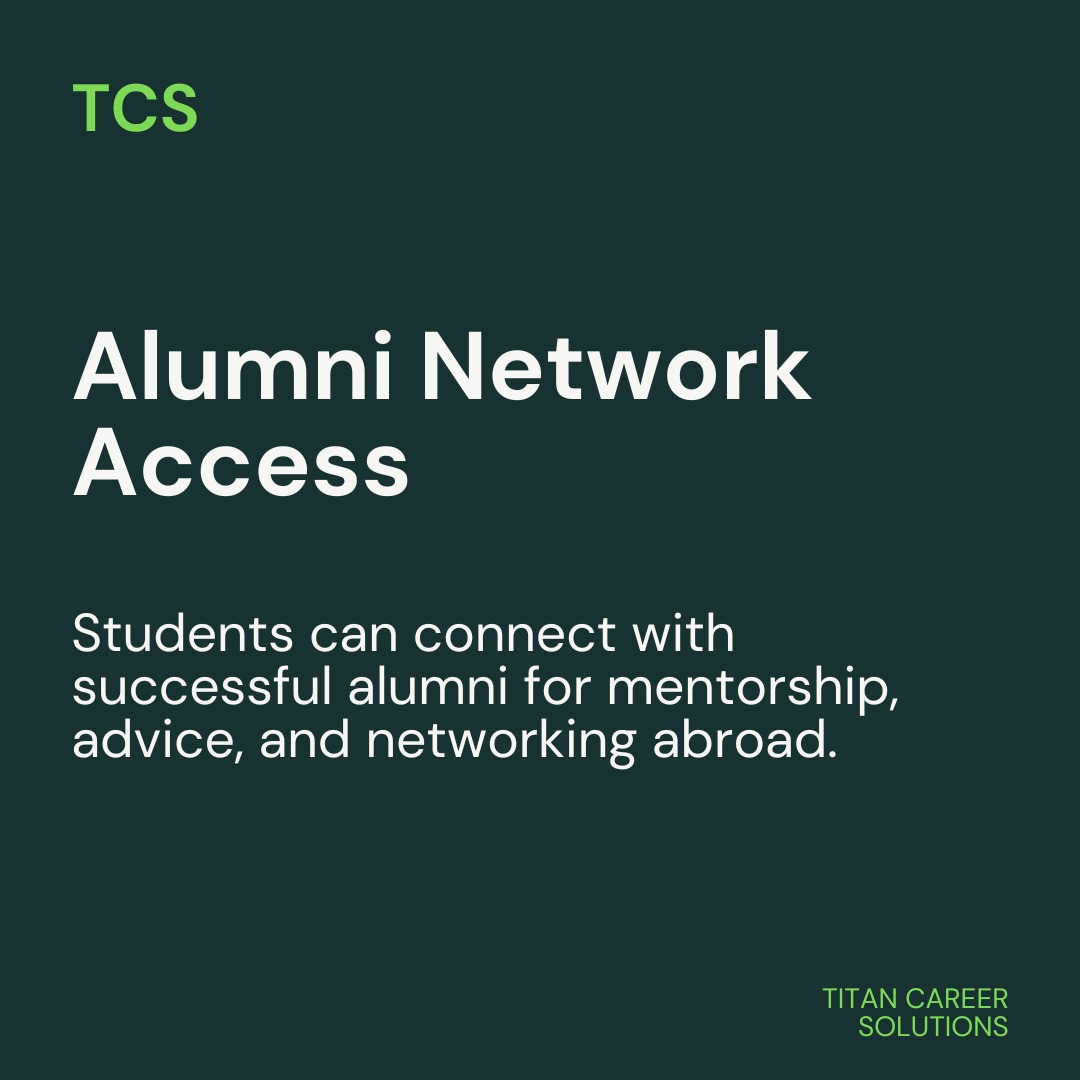 TCS
Alumni Network
Access
Students can connect with
successful alumni for mentorship,
advice, and networking abroad.
TITAN CAREER
SOLUTIONS